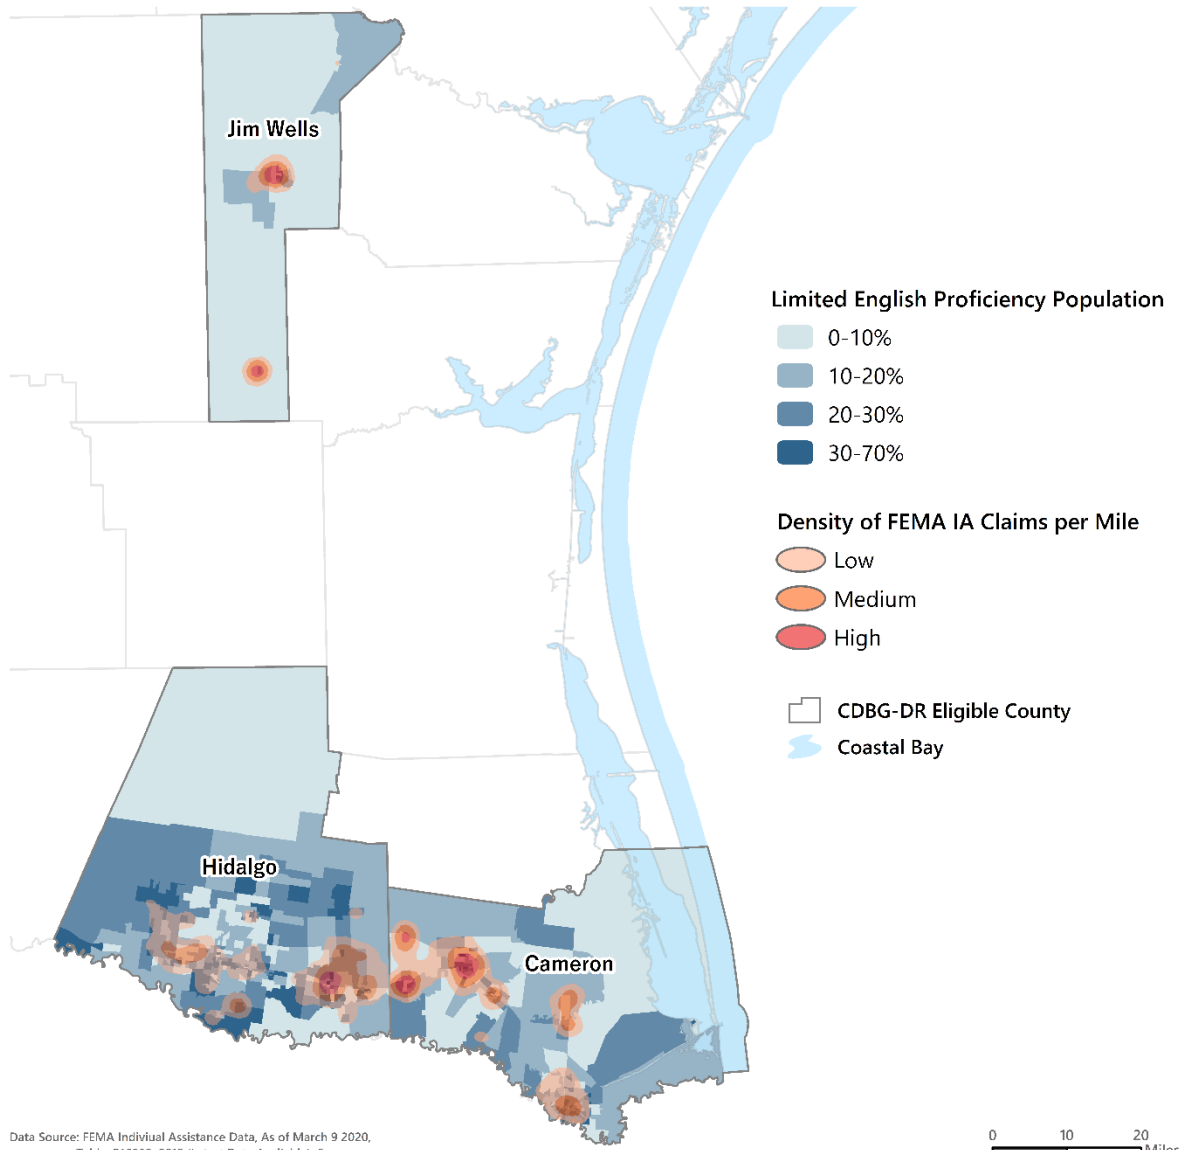 Jim Wells
Limited English Proficiency Population
0-10%
10-20%
20-30%
30-70%
Density of FEMA IA Claims per Mile
Low
Medium
High
CDBG-DR Eligible County
Coastal Bay
Hidalgo
Cameron
Data Source: FEMA Indiviual Assistance Data, As of March 9 2020,
0 10 20
Miles